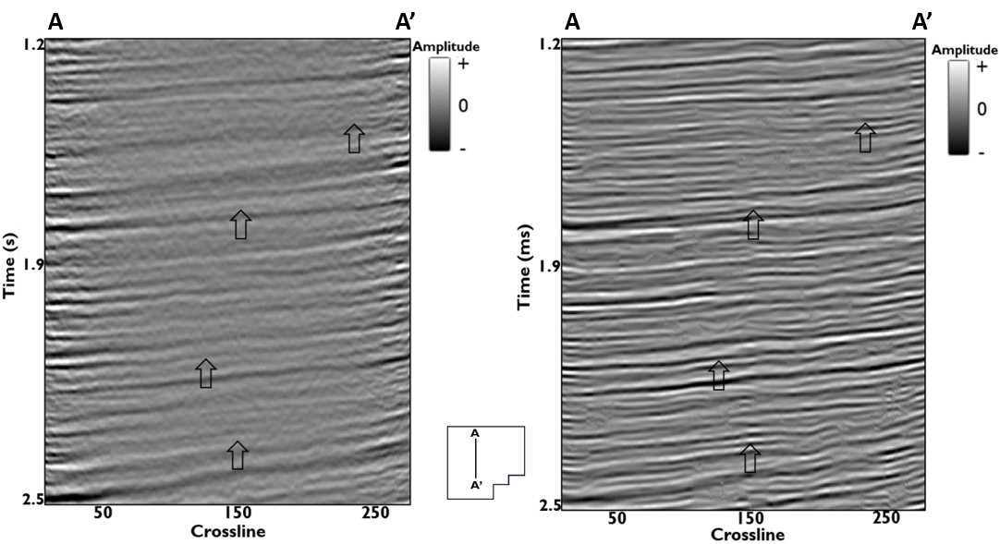 A A’
1.2
Amplitude
+
0
-
Time (s)
1.9
2.5
50 150 250
Crossline
A
A’
A A’
1.2
Amplitude
+
0
-
Time (ms)
1.9
2.5
50 150 250
Crossline